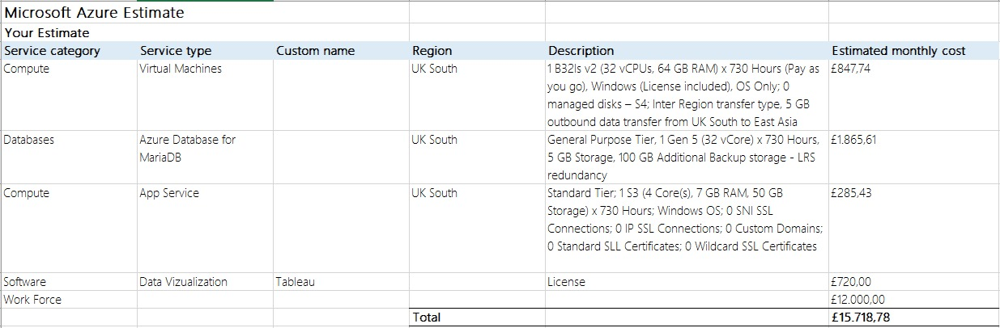 Microsoft Azure Estimate
Your Estimate
Service category Service type Custom name Region Description Estimated monthly cost
Compute Virtual Machines UK South 1 B32ls v2 (32 vCPUs, 64 GB RAM) x 730 Hours (Pay as £847,74
you go), Windows (License included), OS Only; 0
managed disks – S4; Inter Region transfer type, 5 GB
outbound data transfer from UK South to East Asia
Databases Azure Database for UK South General Purpose Tier, 1 Gen 5 (32 vCore) x 730 Hours, £1.865,61
MariaDB 5 GB Storage, 100 GB Additional Backup storage - LRS
redundancy
Compute App Service UK South Standard Tier; 1 S3 (4 Core(s), 7 GB RAM, 50 GB £285,43
Storage) x 730 Hours; Windows OS; 0 SNI SSL
Connections; 0 IP SSL Connections; 0 Custom Domains;
0 Standard SLL Certificates; 0 Wildcard SSL Certificates
Software Data Vizualization Tableau License £720,00
Work Force £12.000,00
Total £15.718,78